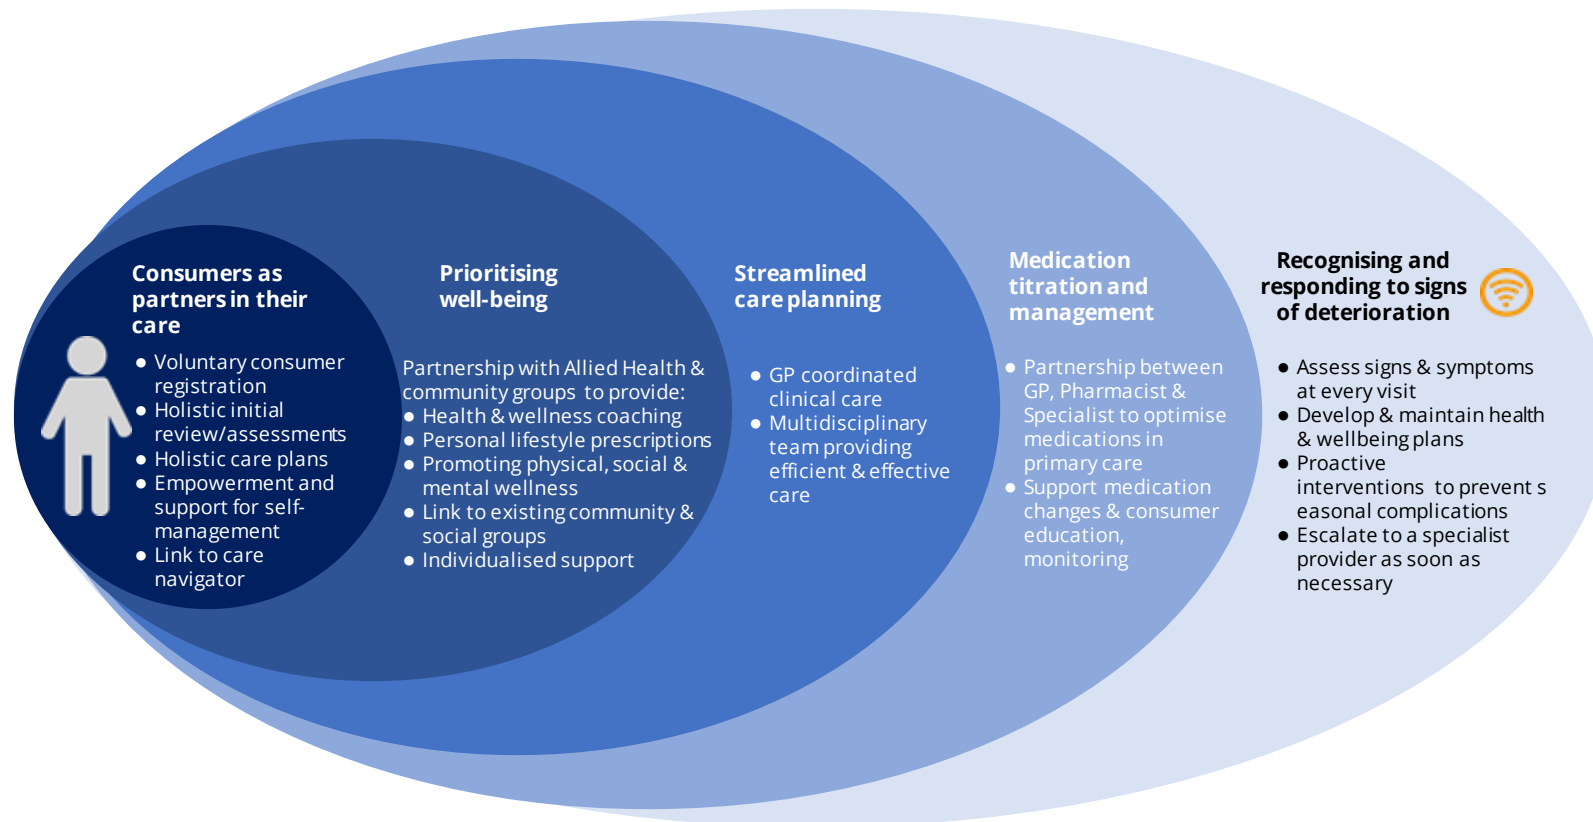 Consumers as
partners in their
care
● Voluntary consumer
registration
● Holistic initial
review/assessments
● Holistic care plans
● Empowerment and
support for self-
management
● Link to care
navigator
Prioritising
well-being
Partnership with Allied Health &
community groups to provide:
● Health & wellness coaching
● Personal lifestyle prescriptions
● Promoting physical, social &
mental wellness
● Link to existing community &
social groups
● Individualised support
Streamlined
care planning
● GP coordinated
clinical care
● Multidisciplinary
team providing
efficient & effective
care
Medication
titration and
management
● Partnership between
GP, Pharmacist &
Specialist to optimise
medications in
primary care
● Support medication
changes & consumer
education,
monitoring
Recognising and
responding to signs
of deterioration
● Assess signs & symptoms
at every visit
● Develop & maintain health
& wellbeing plans
● Proactive
interventions to prevent s
easonal complications
● Escalate to a specialist
provider as soon as
necessary